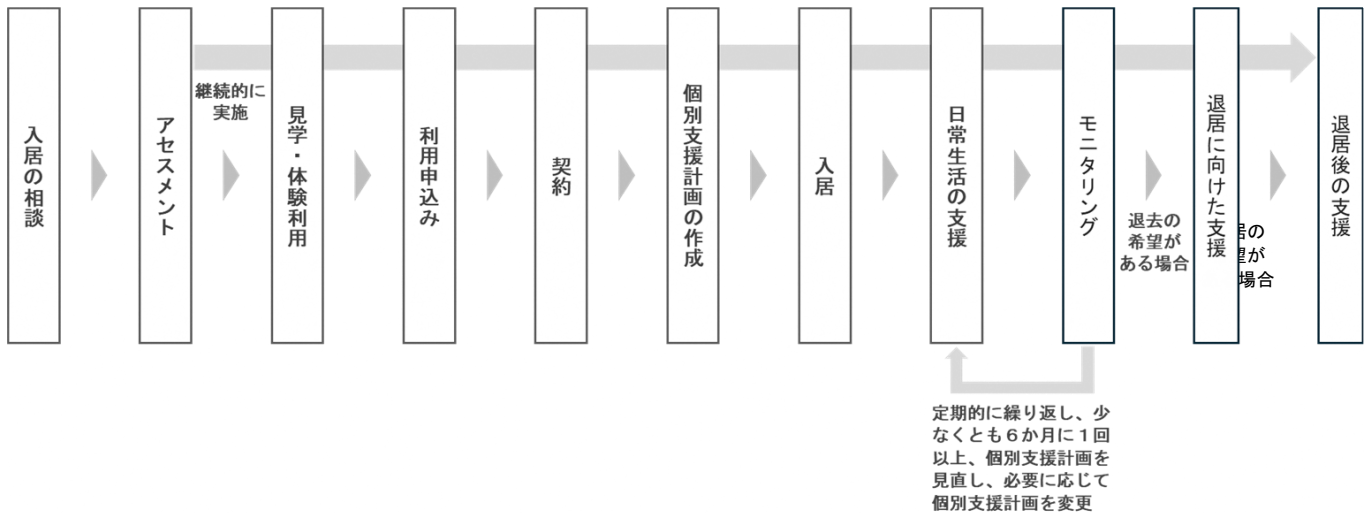 入居の相談
アセスメント
継続的に
実施
見学・体験利用
利用申込み
契約
個別支援計画の作成
入居
日常生活の支援
モニタリング
退去の
希望が
ある場合
退居に向けた支援
居の
望が
場合
退居後の支援
定期的に繰り返し、少
なくとも６か月に１回
以上、個別支援計画を
見直し、必要に応じて
個別支援計画を変更